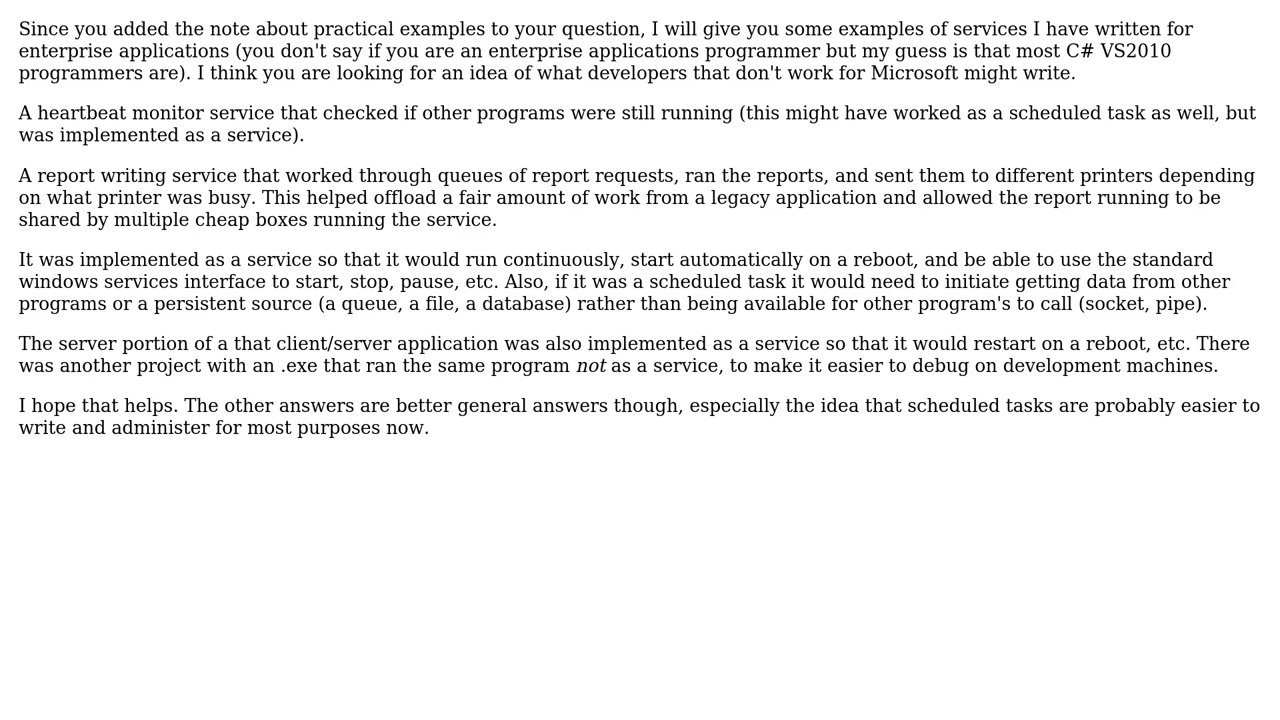 Since you added the note about practical examples to your question, I will give you some examples of services I have written for
enterprise applications (you don't say if you are an enterprise applications programmer but my guess is that most C# VS2010
programmers are). I think you are looking for an idea of what developers that don't work for Microsoft might write.
A heartbeat monitor service that checked if other programs were still running (this might have worked as a scheduled task as well, but
was implemented as a service).
A report writing service that worked through queues of report requests, ran the reports, and sent them to different printers depending
on what printer was busy. This helped offload a fair amount of work from a legacy application and allowed the report running to be
shared by multiple cheap boxes running the service.
It was implemented as a service so that it would run continuously, start automatically on a reboot, and be able to use the standard
windows services interface to start, stop, pause, etc. Also, if it was a scheduled task it would need to initiate getting data from other
programs or a persistent source (a queue, a file, a database) rather than being available for other program's to call (socket, pipe).
The server portion of a that client/server application was also implemented as a service so that it would restart on a reboot, etc. There
was another project with an .exe that ran the same program not as a service, to make it easier to debug on development machines.
I hope that helps. The other answers are better general answers though, especially the idea that scheduled tasks are probably easier to
write and administer for most purposes now.